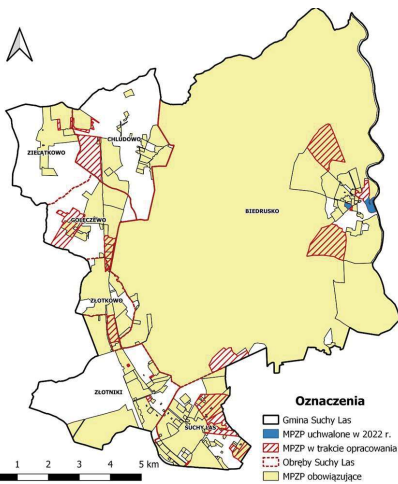 CHLUDOWO
ZIELĄTKOWO
BIEDRUSKO
GOLĘCZEWO
ZŁOTKOWO
ZŁOTNIKI
SUCHY LAS
Oznaczenia
Gmina Suchy Las
MPZP uchwalone w 2022 r.
MPZP w trakcie opracowania
Obręby Suchy Las
MPZP obowiązujące
1 2 3 4 5 km